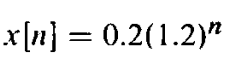 x[n] = 0.2(1.2)ⁿ